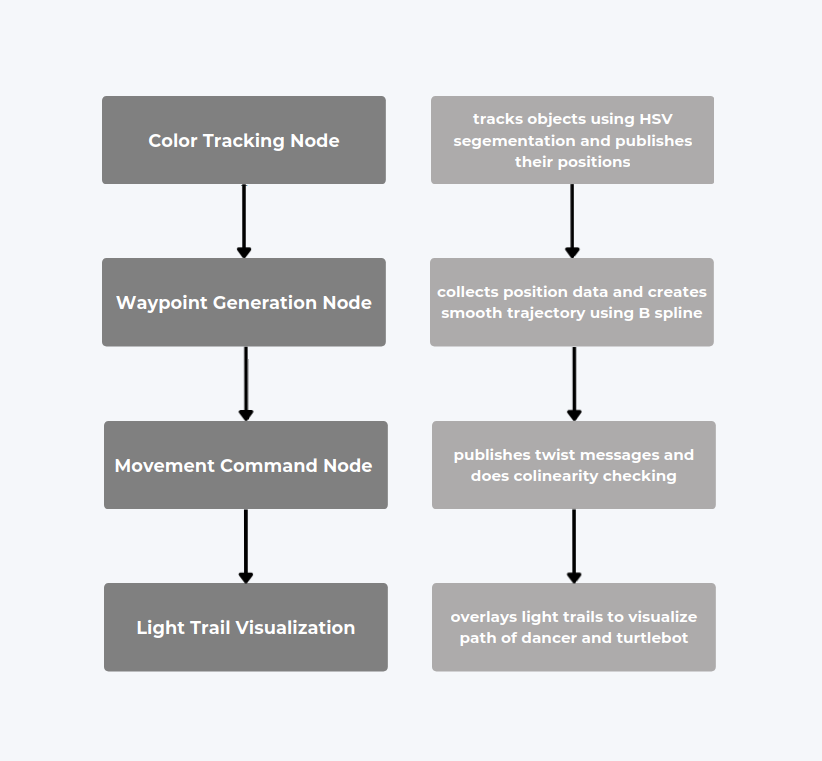 Color Tracking Node
tracks objects using HSV
segementation and publishes
their positions
Waypoint Generation Node
collects position data and creates
smooth trajectory using B spline
Movement Command Node
publishes twist messages and
does colinearity checking
Light Trail Visualization
overlays light trails to visualize
path of dancer and turtlebot